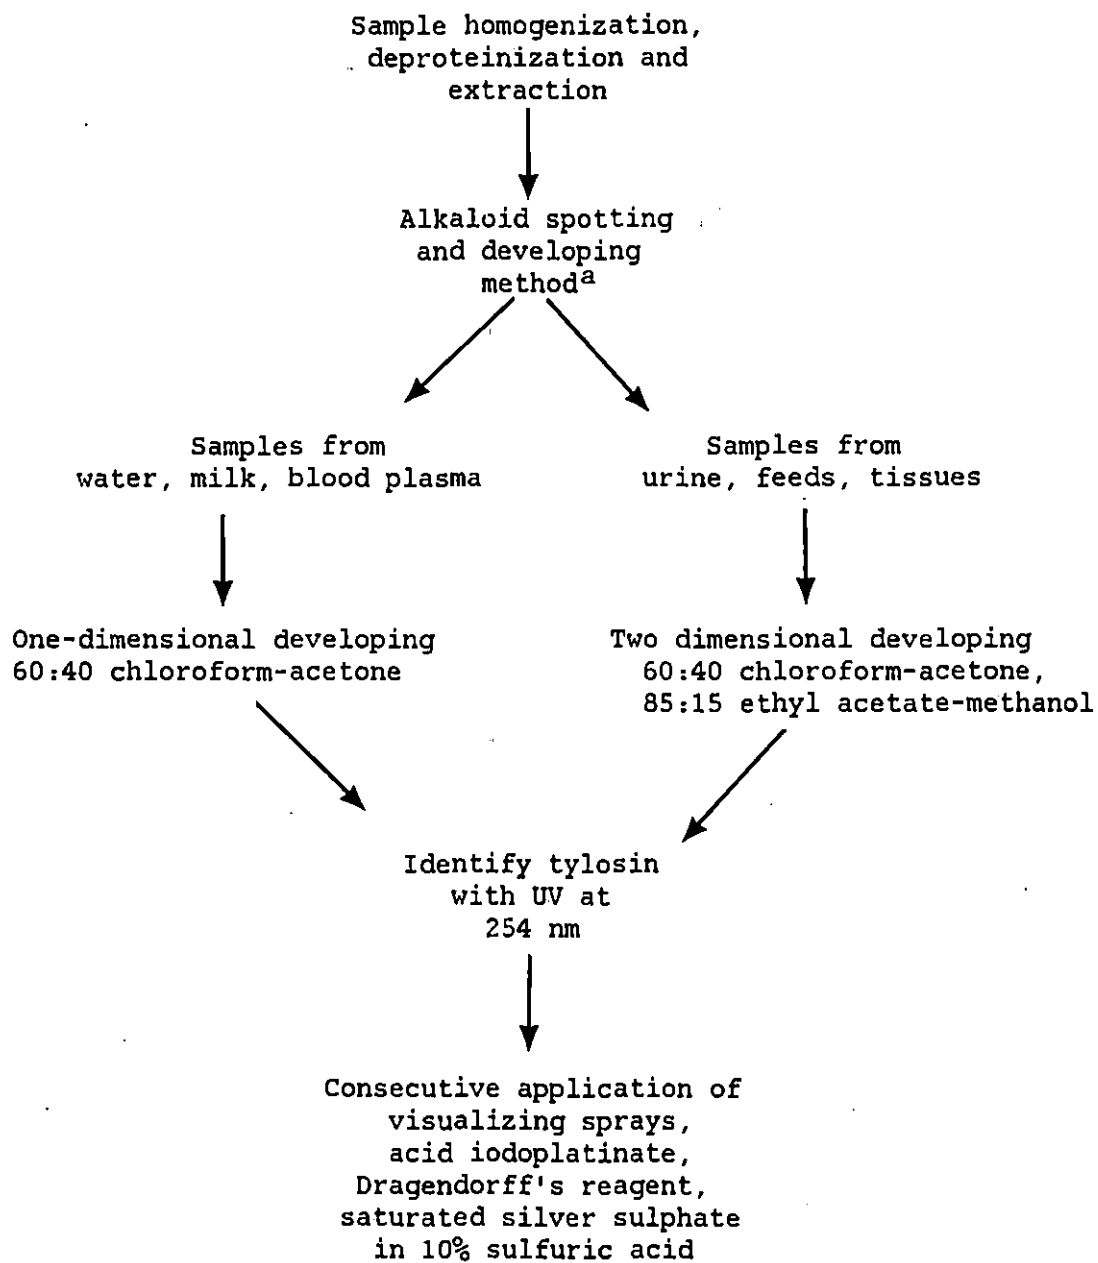 Sample homogenization,
deproteinization and
extraction
Alkaloid spotting
and developing
methodᵃ
Samples from
water, milk, blood plasma
Samples from
urine, feeds, tissues
One-dimensional developing
60:40 chloroform-acetone
Two dimensional developing
60:40 chloroform-acetone,
85:15 ethyl acetate-methanol
Identify tylosin
with UV at
254 nm
Consecutive application of
visualizing sprays,
acid iodoplatinate,
Dragendorff's reagent,
saturated silver sulphate
in 10% sulfuric acid